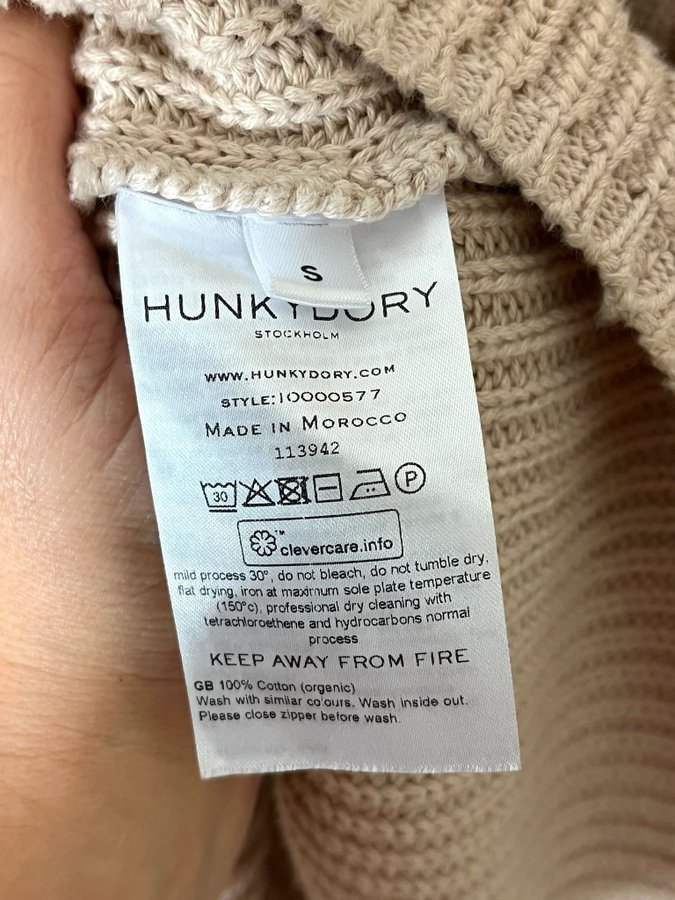 S
HUNKYDORY
STOCKHOLM
WWW.HUNKYDORY.COM
STYLE:10000577
MADE IN MOROCCO
113942
30
P
™
clevercare.info
mild process 30°, do not bleach, do not tumble dry,
flat drying, iron at maximum sole plate temperature
(150°c), professional dry cleaning with
tetrachloroethene and hydrocarbons normal
process
KEEP AWAY FROM FIRE
GB 100% Cotton (organic)
Wash with similar colours. Wash inside out.
Please close zipper before wash.